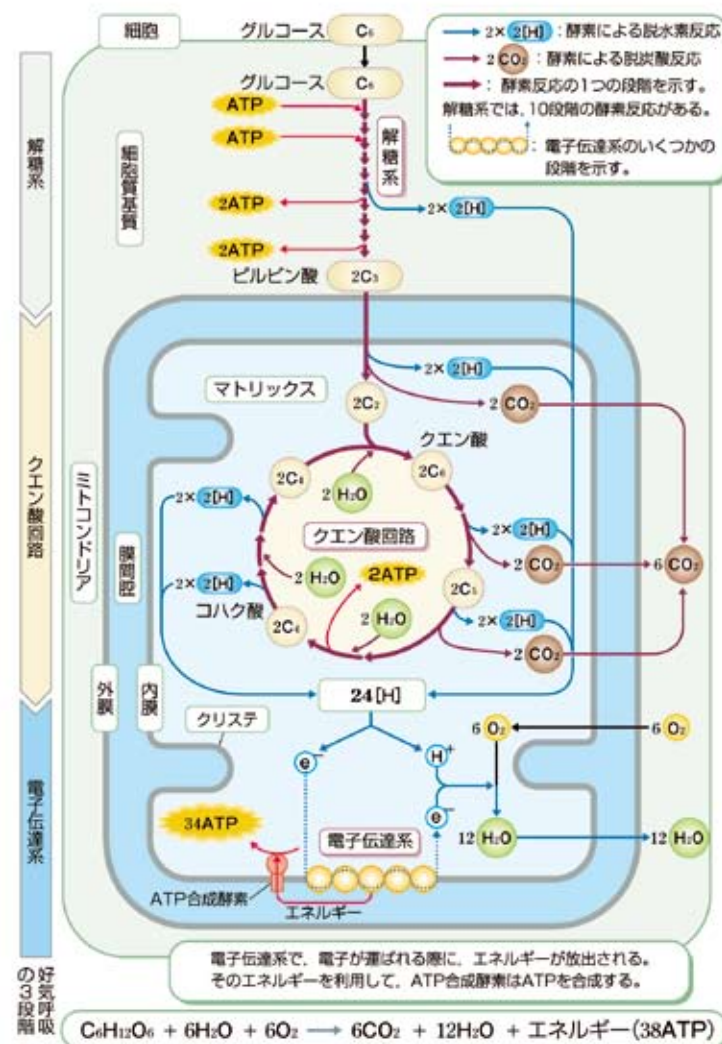 細胞
グルコース C₆
グルコース C₆
ATP
ATP
2ATP
2ATP
解糖系
2× 2[H]
ピルビン酸 2C₃
2× 2[H] : 酵素による脱水素反応
2 CO₂ : 酵素による脱炭酸反応
: 酵素反応の1つの段階を示す。
解糖系では，10段階の酵素反応がある。
: 電子伝達系のいくつかの
段階を示す。
解糖系
クエン酸回路
電子伝達系
好気呼吸
の3段階
細胞質基質
ミトコンドリア
膜間腔
外膜
内膜
マトリックス
クリステ
2× 2[H]
2 CO₂
2C₂
クエン酸
2C₆
2C₄
2 H₂O
2× 2[H]
2× 2[H]
クエン酸回路
2 CO₂
6 CO₂
2 H₂O
2ATP
2C₅
2× 2[H]
コハク酸
2C₄
2 H₂O
2× 2[H]
2 CO₂
24[H]
e⁻
H⁺
e⁻
6 O₂
6 O₂
12 H₂O
12 H₂O
34ATP
電子伝達系
ATP合成酵素
エネルギー
電子伝達系で，電子が運ばれる際に，エネルギーが放出される。
そのエネルギーを利用して，ATP合成酵素はATPを合成する。
C₆H₁₂O₆ + 6H₂O + 6O₂ → 6CO₂ + 12H₂O + エネルギー(38ATP)